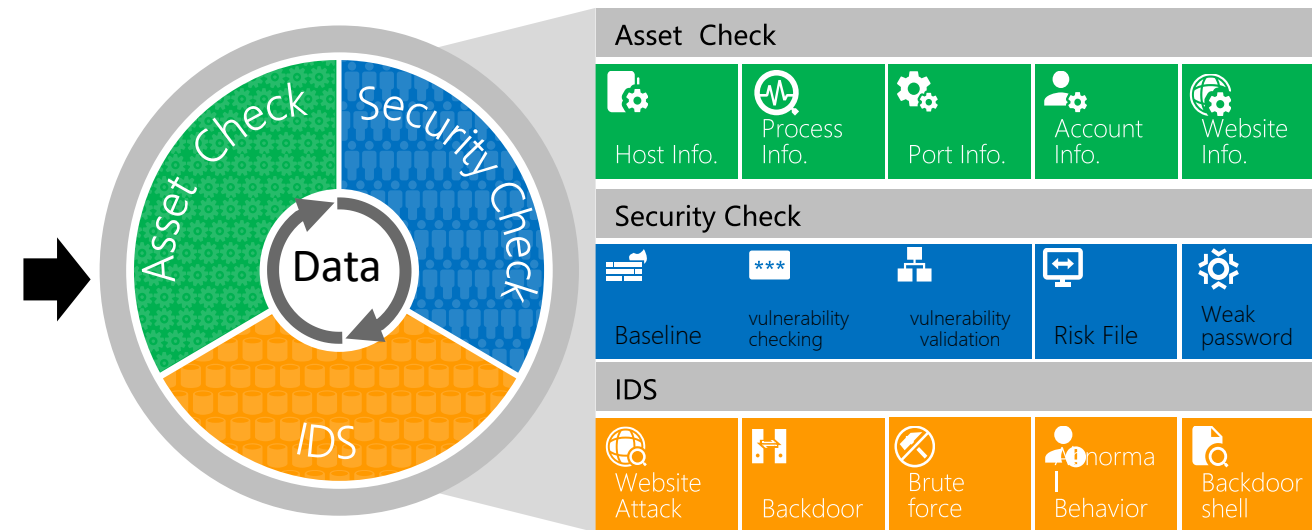 Asset Check
Security Check
Data
IDS
Asset Check
Host Info.
Process
Info.
Port Info.
Account
Info.
Website
Info.
Security Check
Baseline
***
vulnerability
checking
vulnerability
validation
Risk File
Weak
password
IDS
Website
Attack
Backdoor
Brute
force
Abnorma
l
Behavior
Backdoor
shell